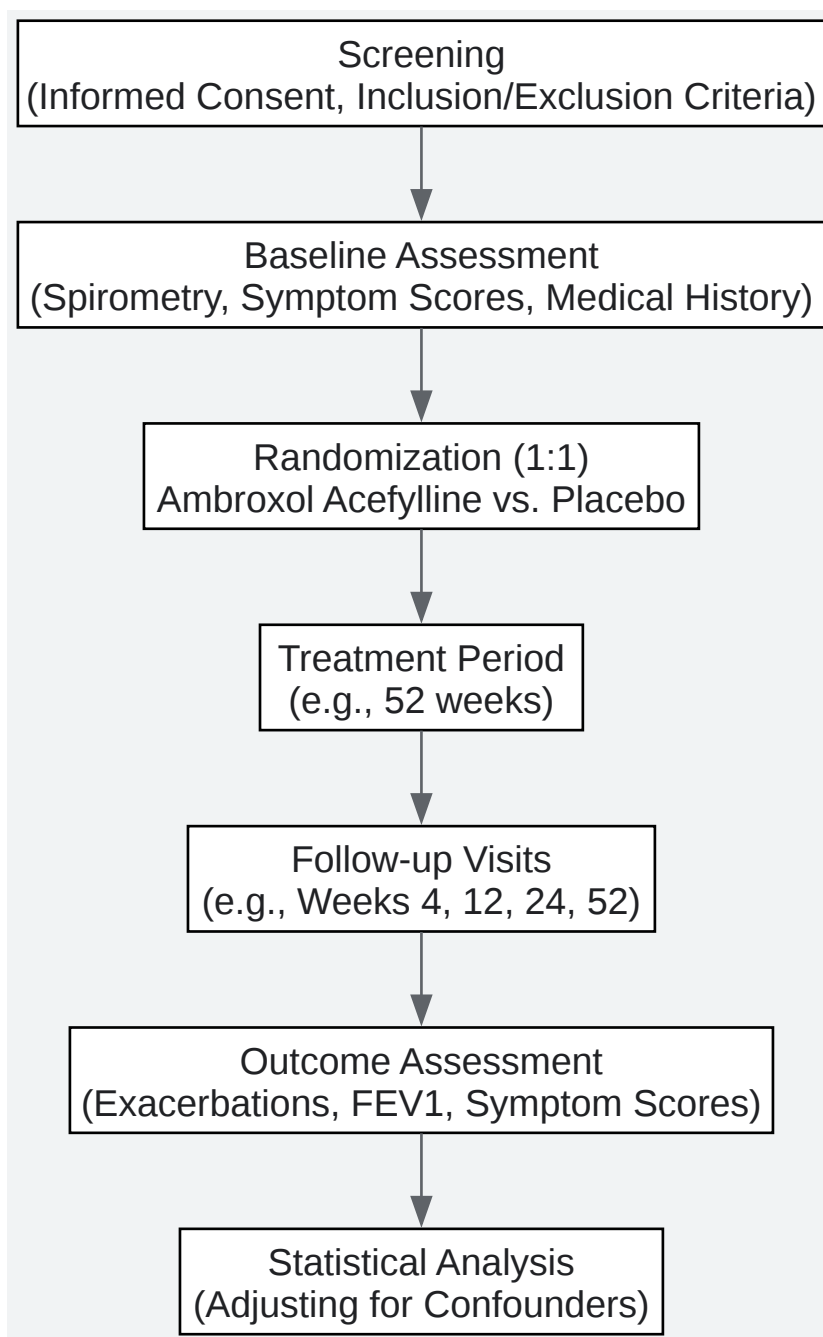 Screening
(Informed Consent, Inclusion/Exclusion Criteria)
Baseline Assessment
(Spirometry, Symptom Scores, Medical History)
Randomization (1:1)
Ambroxol Acefylline vs. Placebo
Treatment Period
(e.g., 52 weeks)
Follow-up Visits
(e.g., Weeks 4, 12, 24, 52)
Outcome Assessment
(Exacerbations, FEV1, Symptom Scores)
Statistical Analysis
(Adjusting for Confounders)